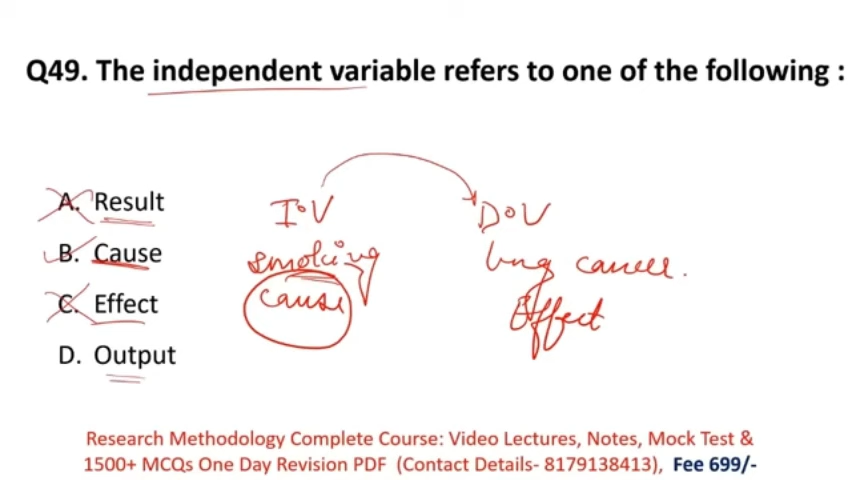 Q49. The independent variable refers to one of the following :
A. Result
B. Cause
C. Effect
D. Output
I.V
smoking
cause
D.V
lung cancer.
Effect
Research Methodology Complete Course: Video Lectures, Notes, Mock Test &
1500+ MCQs One Day Revision PDF (Contact Details- 8179138413), Fee 699/-